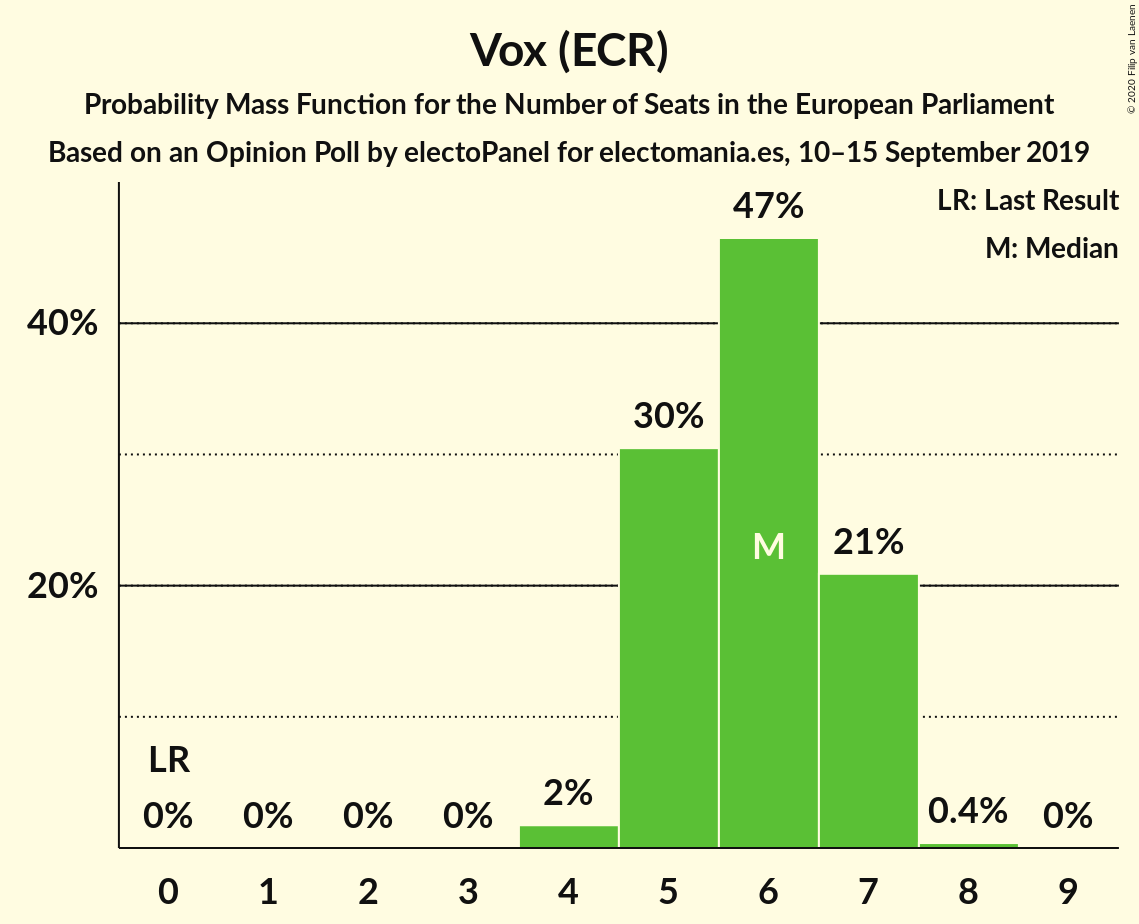 Vox (ECR)
Probability Mass Function for the Number of Seats in the European Parliament
Based on an Opinion Poll by electoPanel for electomania.es, 10–15 September 2019
© 2020 Filip van Laenen
LR: Last Result
M: Median
47%
40%
30%
M
21%
20%
LR
0%
0%
0%
0%
2%
0.4%
0%
0
1
2
3
4
5
6
7
8
9